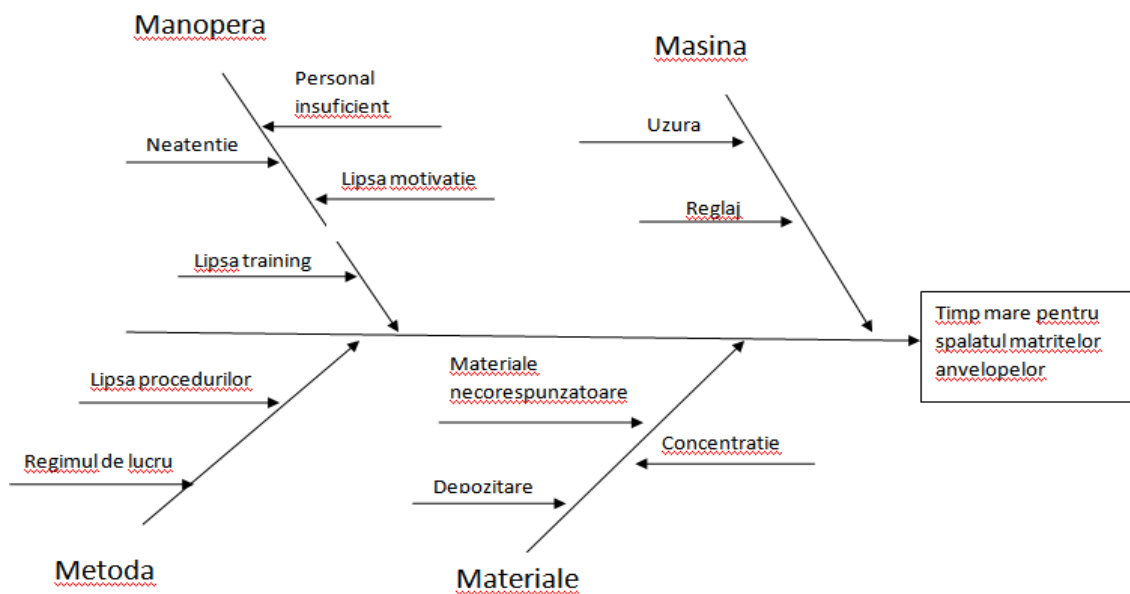 Manopera
Masina
Personal
insuficient
Uzura
Neatentie
Lipsa motivatie
Reglaj
Lipsa training
Timp mare pentru
spalatul matritelor
anvelopelor
Materiale
necorespunzatoare
Lipsa procedurilor
Concentratie
Regimul de lucru
Depozitare
Metoda
Materiale